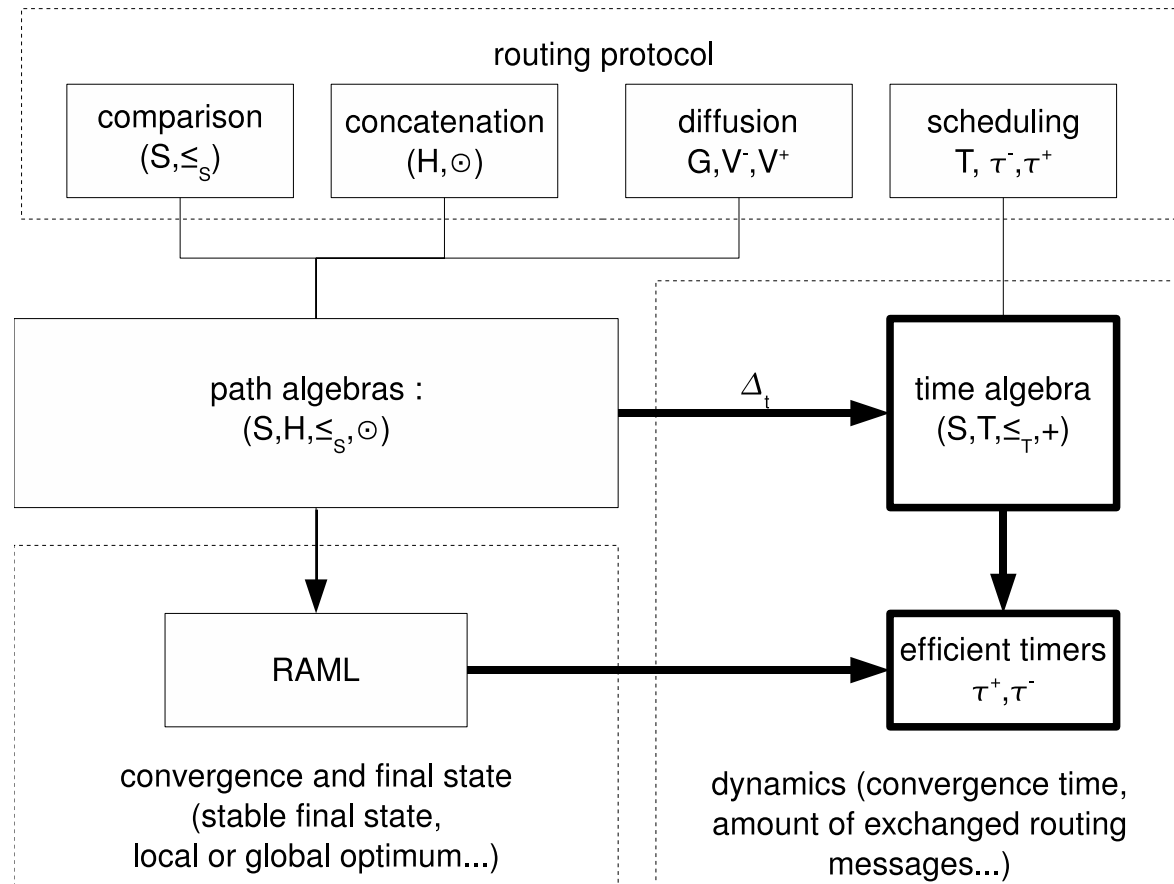 routing protocol
comparison
(S,≤S)
concatenation
(H,⊙)
diffusion
G,V⁻,V⁺
scheduling
T, τ⁻,τ⁺
path algebras :
(S,H,≤S,⊙)
Δt
time algebra
(S,T,≤T,+)
RAML
efficient timers
τ⁺,τ⁻
convergence and final state
(stable final state,
local or global optimum...)
dynamics (convergence time,
amount of exchanged routing
messages...)